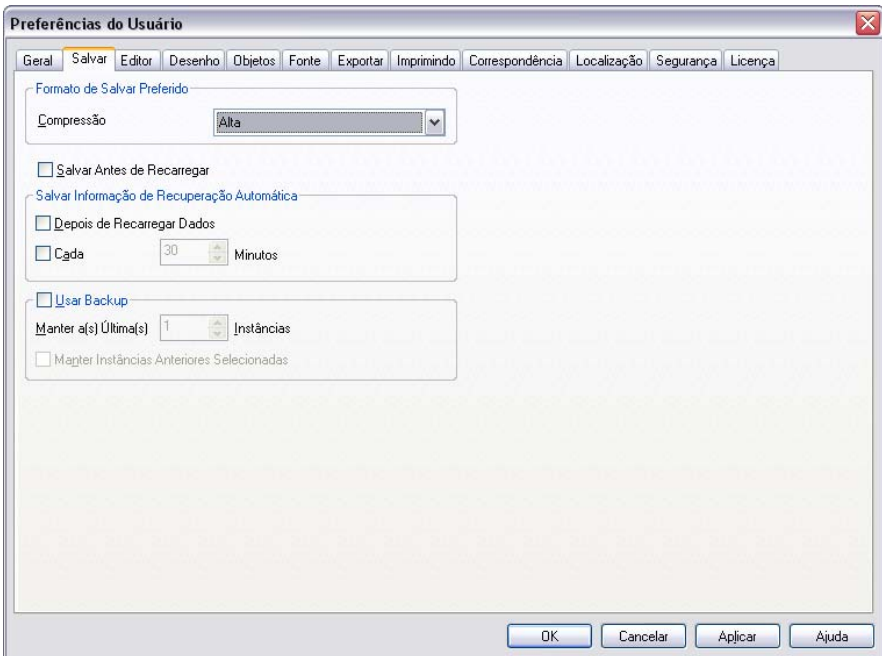 Preferências do Usuário
Geral Salvar Editor Desenho Objetos Fonte Exportar Imprimindo Correspondência Localização Segurança Licença
Formato de Salvar Preferido
Compressão Alta
Salvar Antes de Recarregar
Salvar Informação de Recuperação Automática
Depois de Recarregar Dados
Cada 30 Minutos
Usar Backup
Manter a(s) Última(s) 1 Instâncias
Manter Instâncias Anteriores Selecionadas
OK Cancelar Aplicar Ajuda